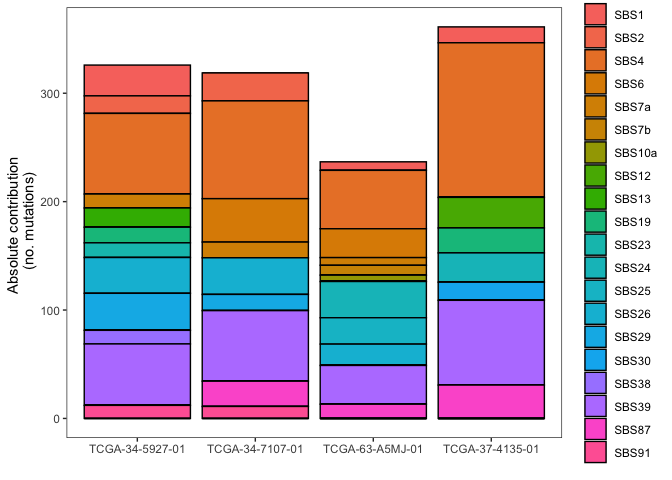 Absolute contribution
(no. mutations)
300
200
100
0
TCGA-34-5927-01
TCGA-34-7107-01
TCGA-63-A5MJ-01
TCGA-37-4135-01
SBS1
SBS2
SBS4
SBS6
SBS7a
SBS7b
SBS10a
SBS12
SBS13
SBS19
SBS23
SBS24
SBS25
SBS26
SBS29
SBS30
SBS38
SBS39
SBS87
SBS91